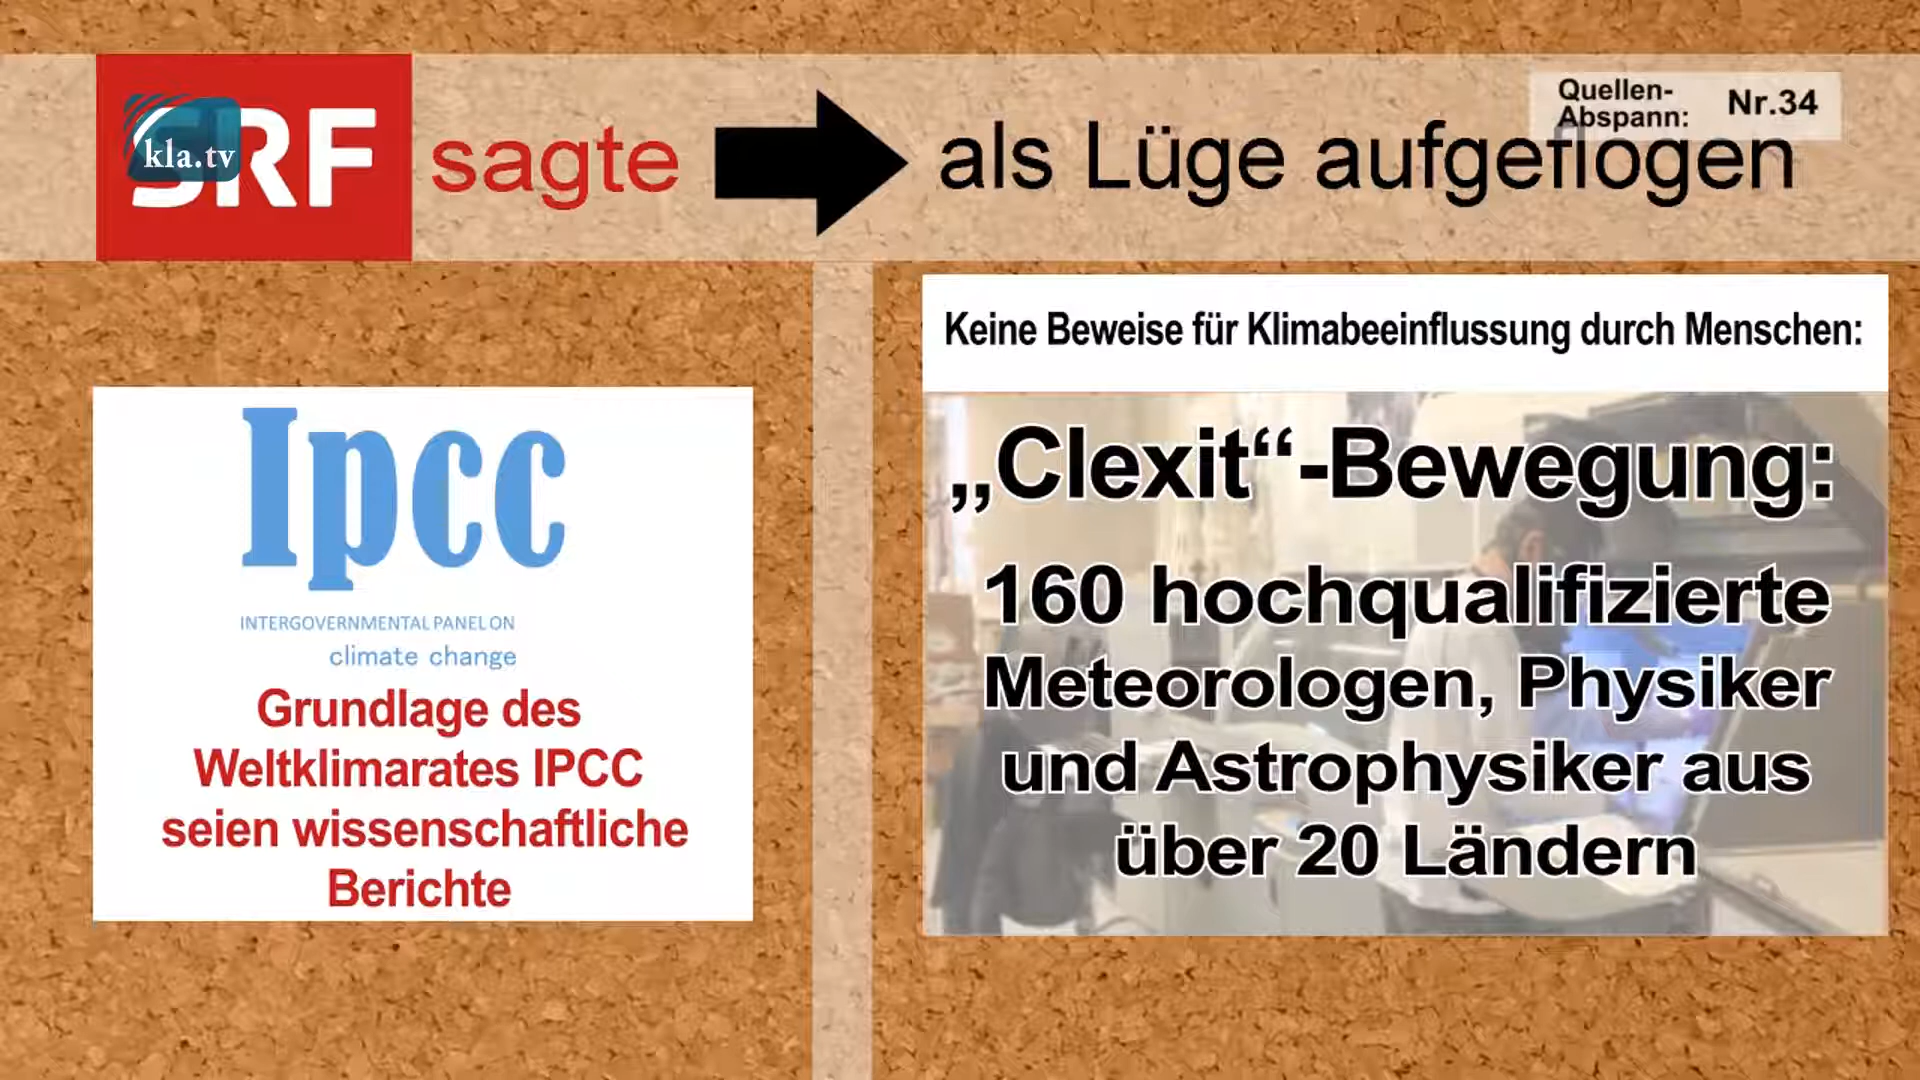 SRF
kla.tv
sagte
als Lüge aufgeflogen
Quellen-
Abspann:
Nr.34
Ipcc
INTERGOVERNMENTAL PANEL ON
climate change
Grundlage des
Weltklimarates IPCC
seien wissenschaftliche
Berichte
Keine Beweise für Klimabeeinflussung durch Menschen:
„Clexit“-Bewegung:
160 hochqualifizierte
Meteorologen, Physiker
und Astrophysiker aus
über 20 Ländern